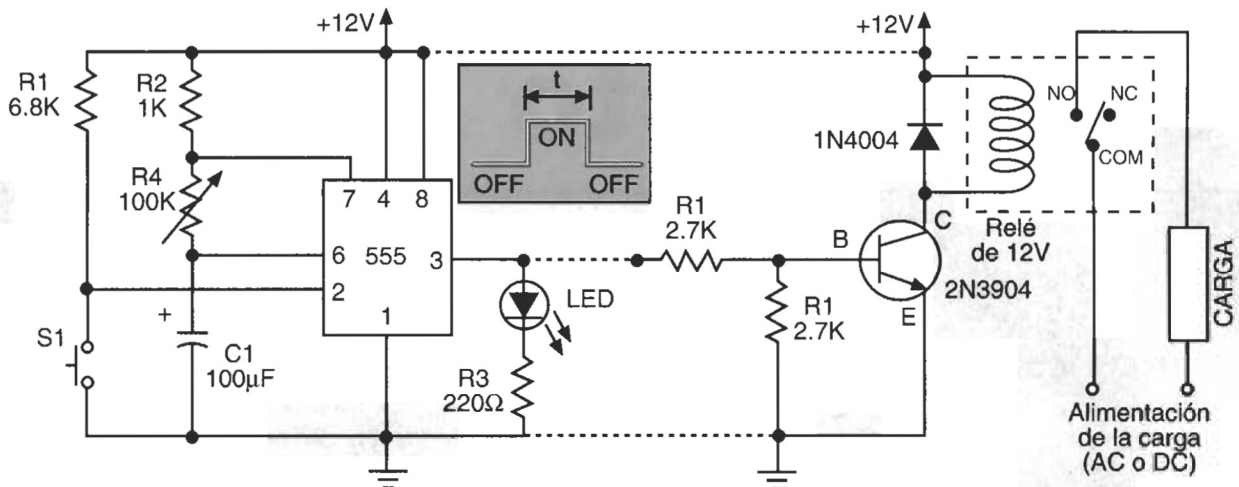 +12V
+12V
R1
6.8K
R2
1K
t
ON
OFF
OFF
NO
NC
COM
1N4004
R4
100K
7
4
8
6
555
3
2
1
R1
2.7K
B
C
E
Relé
de 12V
2N3904
CARGA
LED
R1
2.7K
S1
+
C1
100µF
R3
220Ω
Alimentación
de la carga
(AC o DC)